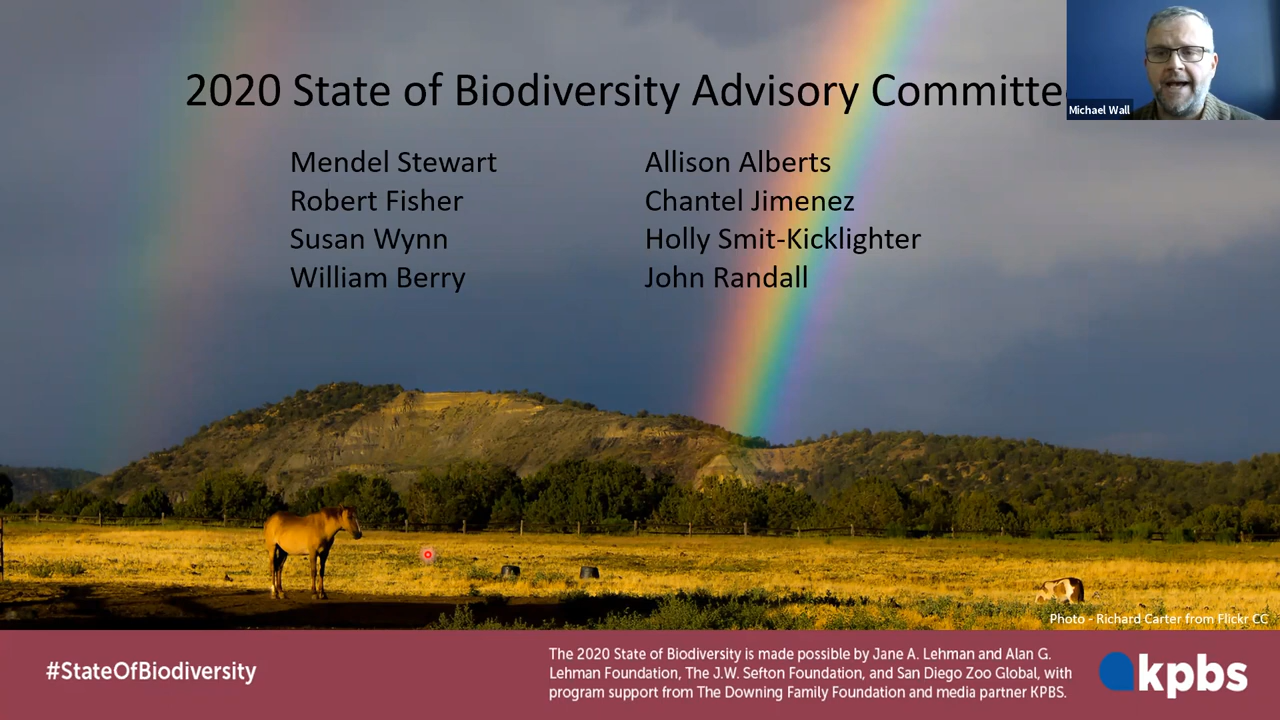 2020 State of Biodiversity Advisory Committe
Michael Wall
Mendel Stewart
Robert Fisher
Susan Wynn
William Berry
Allison Alberts
Chantel Jimenez
Holly Smit-Kicklighter
John Randall
Photo - Richard Carter from Flickr CC
#StateOfBiodiversity
The 2020 State of Biodiversity is made possible by Jane A. Lehman and Alan G.
Lehman Foundation, The J.W. Sefton Foundation, and San Diego Zoo Global, with
program support from The Downing Family Foundation and media partner KPBS.
kpbs